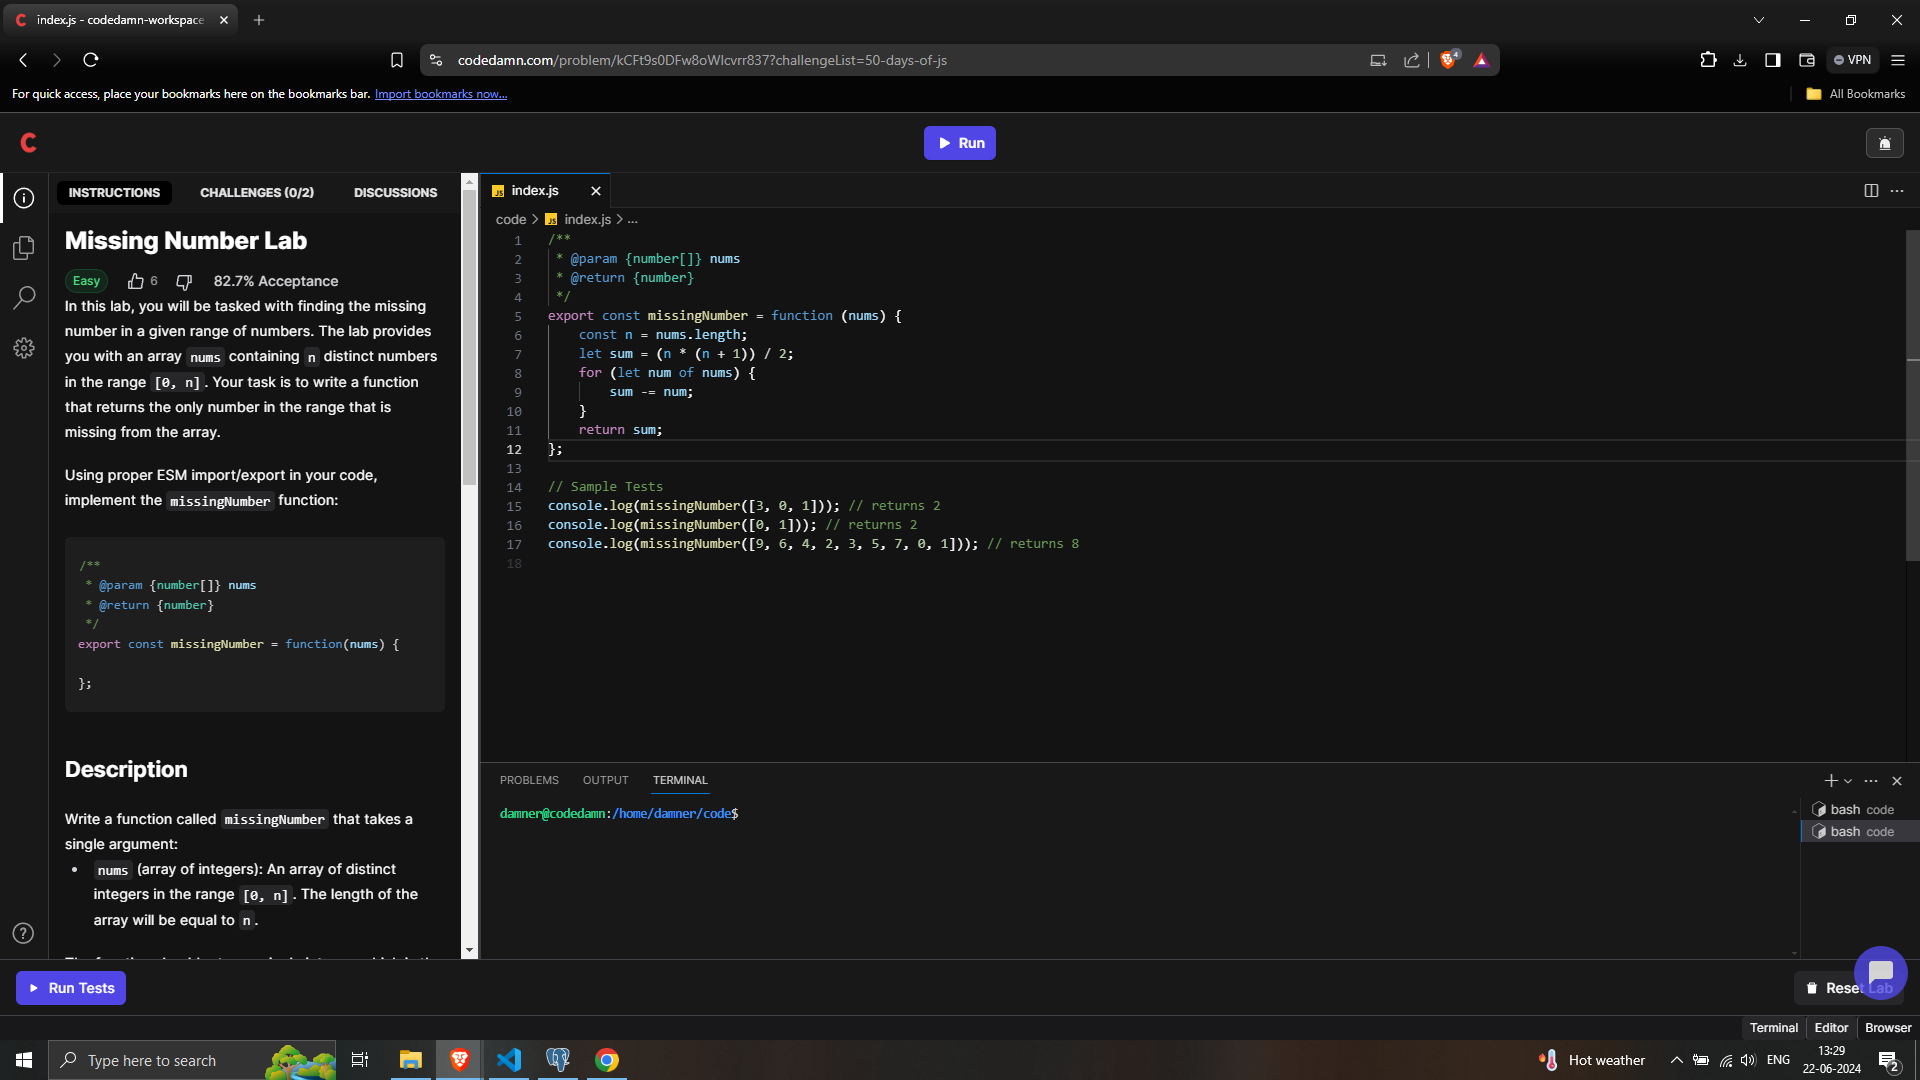 index.js - codedamn-workspace
codedamn.com/problem/kCFt9s0DFw8oWlcvrr837?challengeList=50-days-of-js
4
VPN
For quick access, place your bookmarks here on the bookmarks bar. Import bookmarks now...
All Bookmarks
Run
INSTRUCTIONS
CHALLENGES (0/2)
DISCUSSIONS
Missing Number Lab
Easy
6
82.7% Acceptance
In this lab, you will be tasked with finding the missing
number in a given range of numbers. The lab provides
you with an array nums containing n distinct numbers
in the range [0, n]. Your task is to write a function
that returns the only number in the range that is
missing from the array.
Using proper ESM import/export in your code,
implement the missingNumber function:
/**
* @param {number[]} nums
* @return {number}
*/
export const missingNumber = function(nums) {
};
Description
Write a function called missingNumber that takes a
single argument:
• nums (array of integers): An array of distinct
integers in the range [0, n]. The length of the
array will be equal to n.
Run Tests
JS index.js
code > JS index.js > ...
1 /**
2 * @param {number[]} nums
3 * @return {number}
4 */
5 export const missingNumber = function (nums) {
6 const n = nums.length;
7 let sum = (n * (n + 1)) / 2;
8 for (let num of nums) {
9 sum -= num;
10 }
11 return sum;
12 };
13
14 // Sample Tests
15 console.log(missingNumber([3, 0, 1])); // returns 2
16 console.log(missingNumber([0, 1])); // returns 2
17 console.log(missingNumber([9, 6, 4, 2, 3, 5, 7, 0, 1])); // returns 8
18
PROBLEMS
OUTPUT
TERMINAL
damner@codedamn:/home/damner/code$
bash code
bash code
Reset Lab
Terminal
Editor
Browser
Type here to search
Hot weather
ENG
13:29
22-06-2024
2